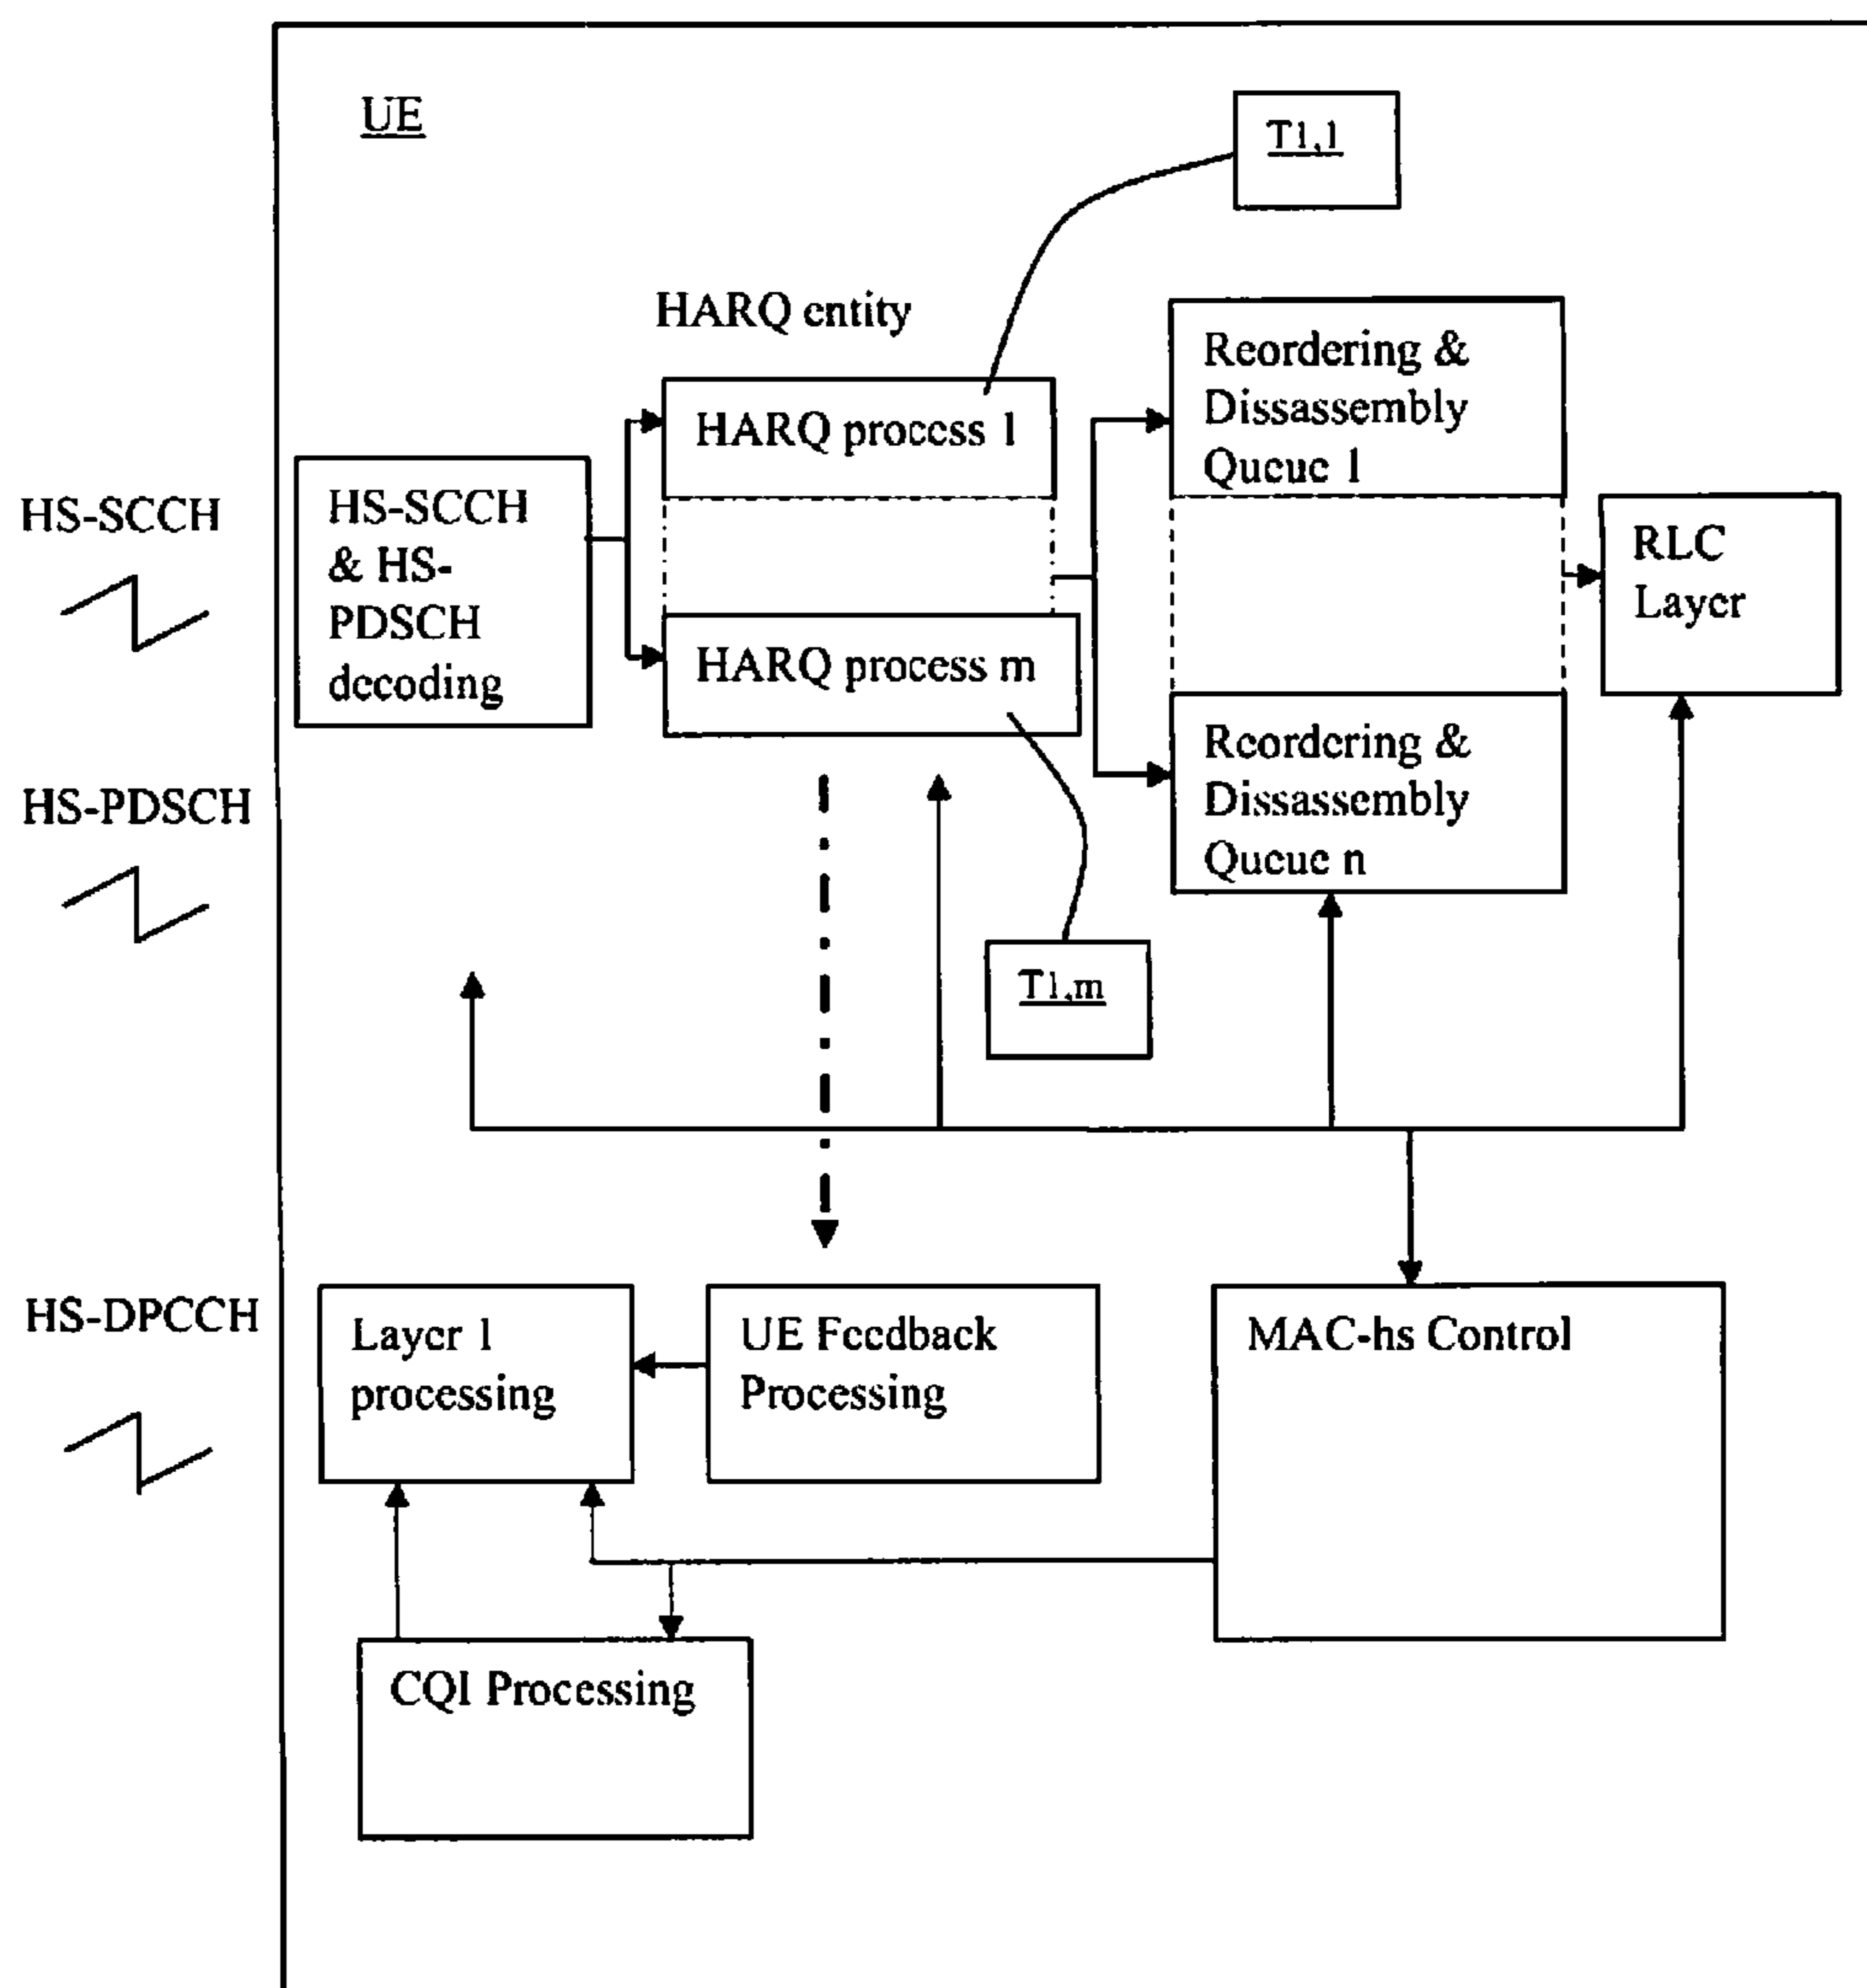 UE
T1,1
HARQ entity
HARQ process 1
Reordering &
Dissassembly
Queue 1
HS-SCCH
HS-SCCH
& HS-
PDSCH
decoding
RLC
Layer
HARQ process m
Reordering &
Dissassembly
Queue n
HS-PDSCH
T1,m
HS-DPCCH
Layer 1
processing
UE Feedback
Processing
MAC-hs Control
CQI Processing